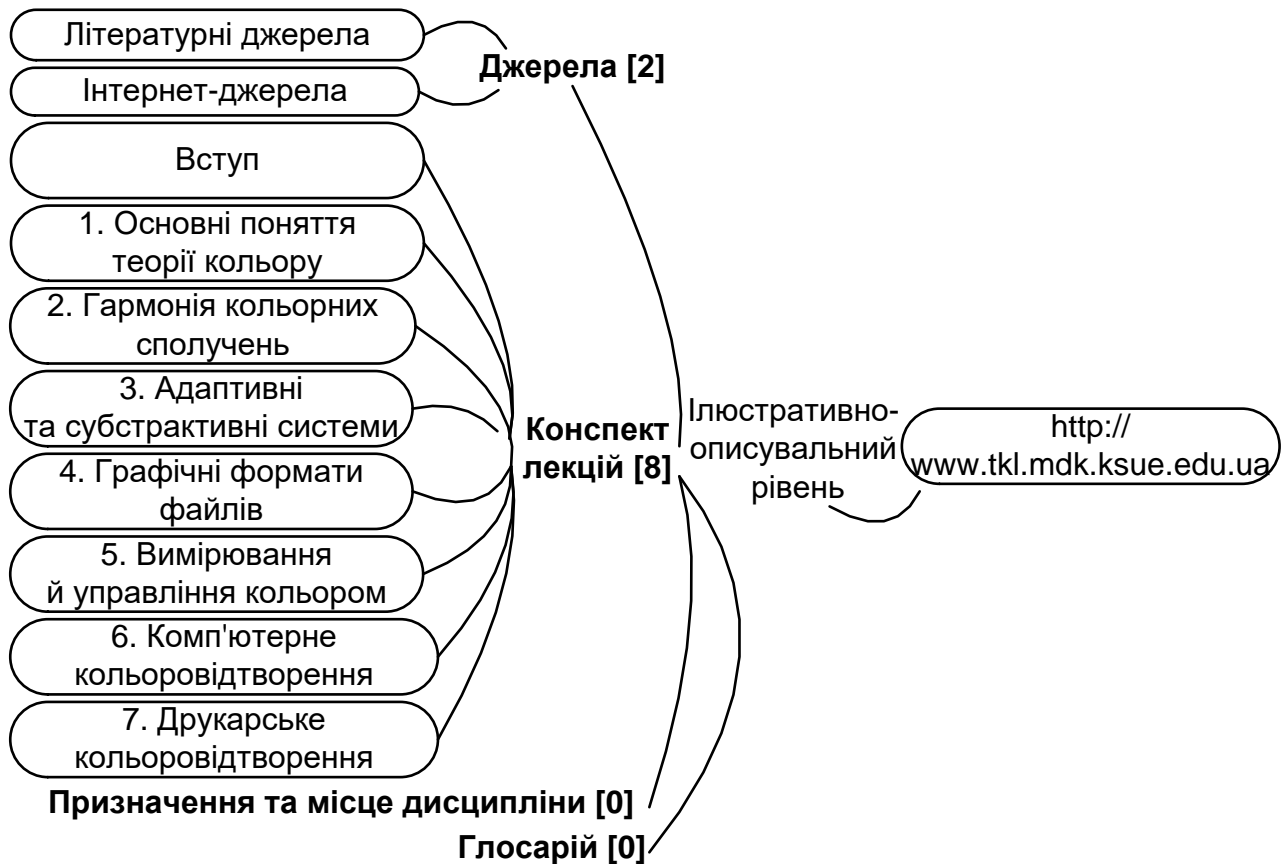 Літературні джерела
Інтернет-джерела
Джерела [2]
Вступ
1. Основні поняття
теорії кольору
2. Гармонія кольорних
сполучень
3. Адаптивні
та субстрактивні системи
4. Графічні формати
файлів
5. Вимірювання
й управління кольором
6. Комп'ютерне
кольоровідтворення
7. Друкарське
кольоровідтворення
Конспект
лекцій [8]
Призначення та місце дисципліни [0]
Глосарій [0]
Ілюстративно-
описувальний
рівень
http://
www.tkl.mdk.ksue.edu.ua